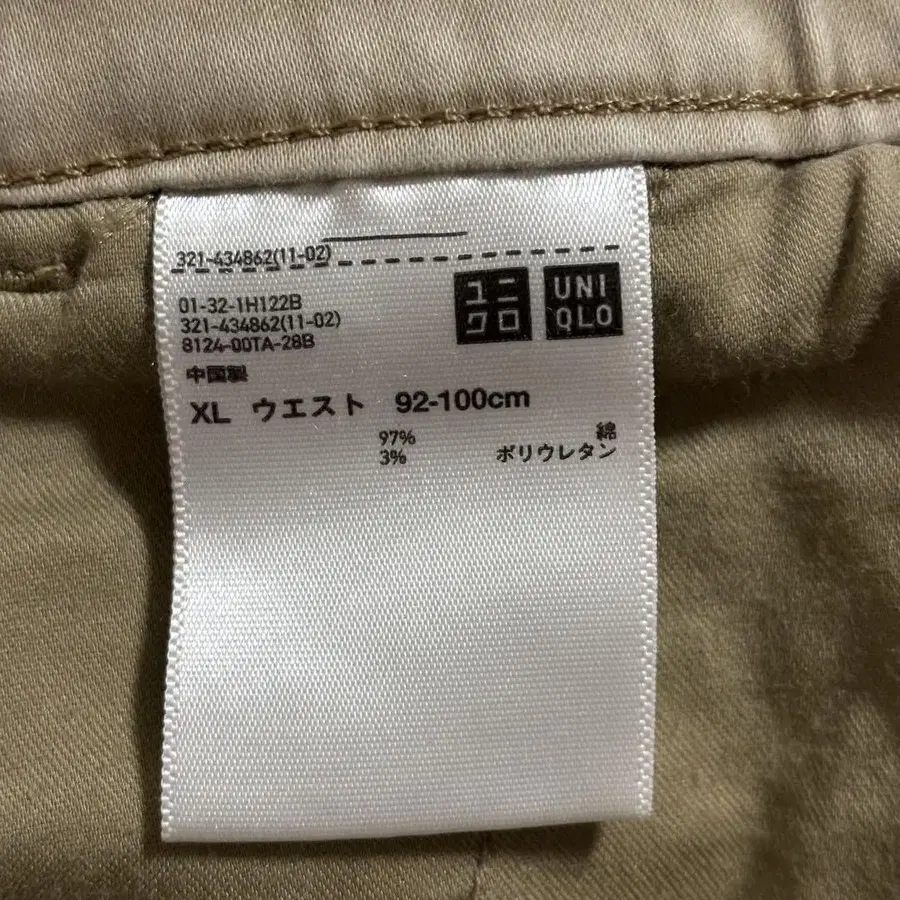 321-434862(11-02)
ユニ
クロ
UNI
QLO
01-32-1H122B
321-434862(11-02)
8124-00TA-28B
中国製
XL ウエスト 92-100cm
97% 綿
3% ポリウレタン